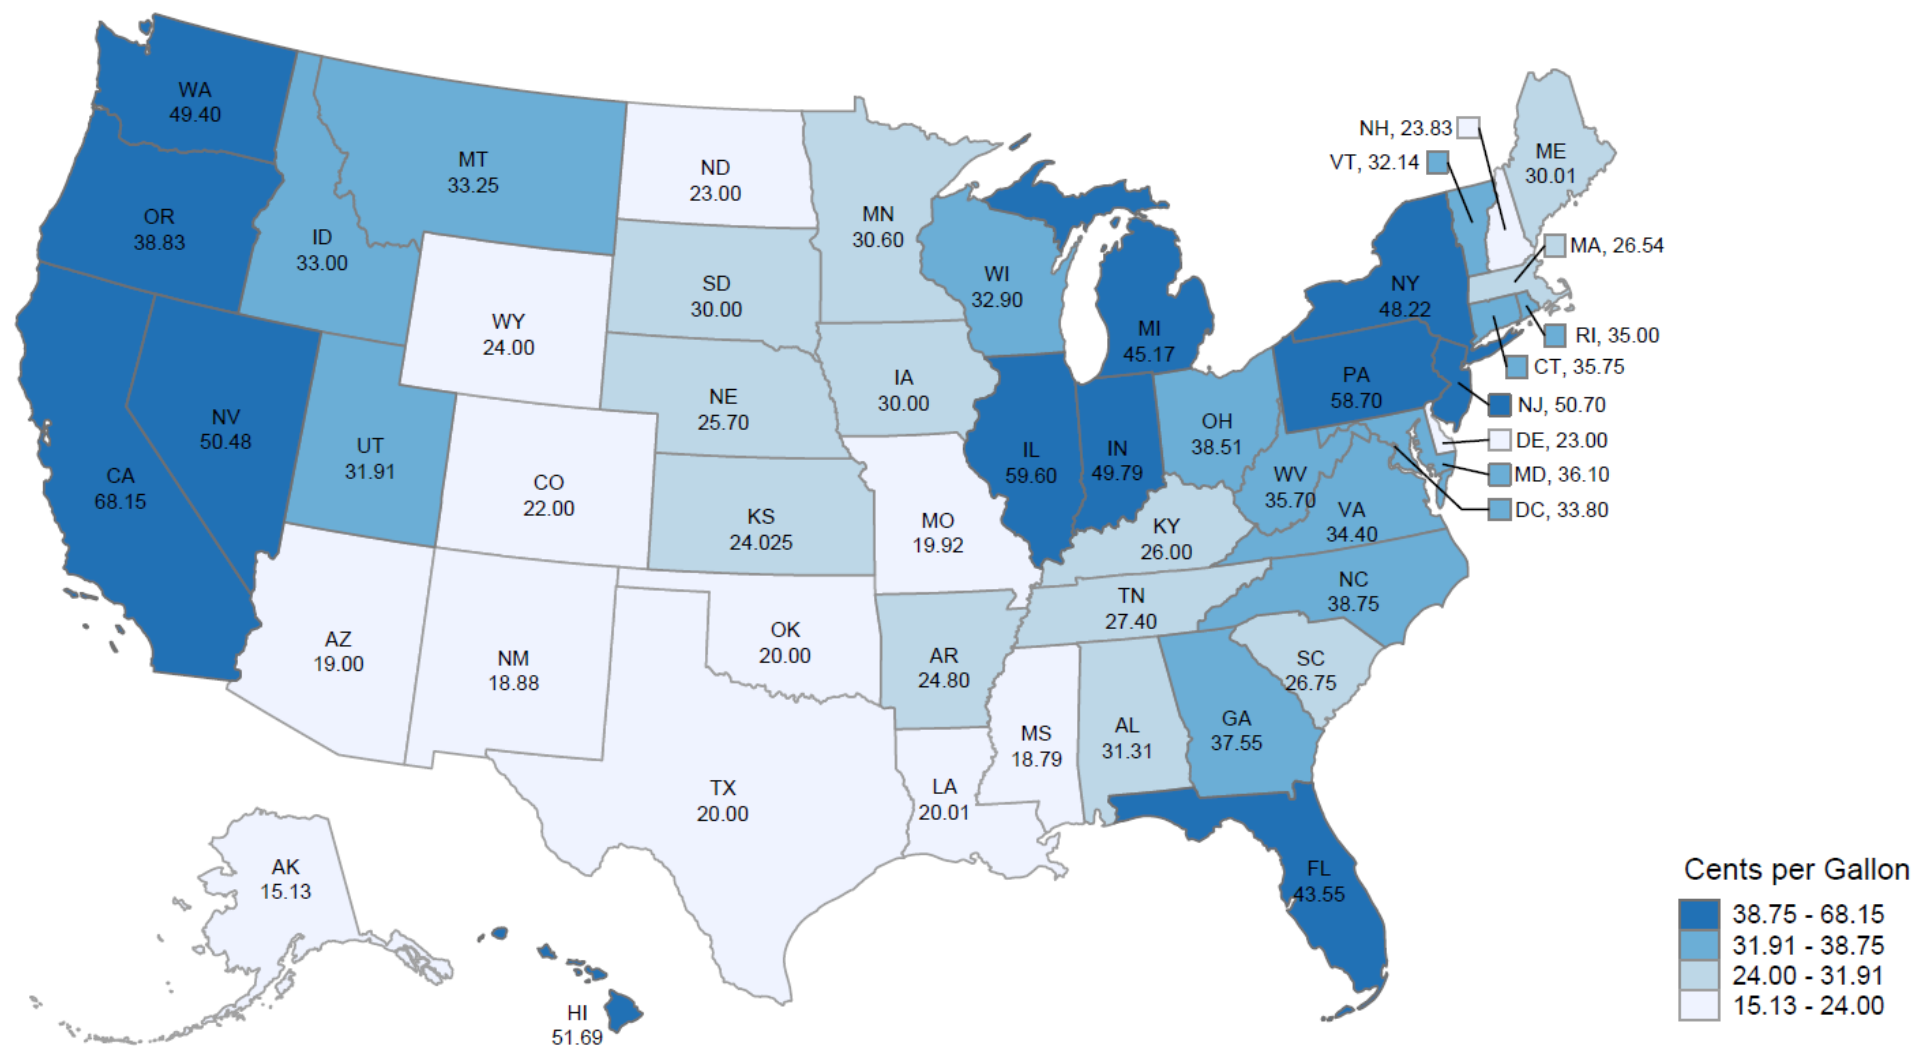 WA
49.40
OR
38.83
CA
68.15
NV
50.48
ID
33.00
MT
33.25
WY
24.00
UT
31.91
CO
22.00
AZ
19.00
NM
18.88
ND
23.00
SD
30.00
NE
25.70
KS
24.025
OK
20.00
TX
20.00
MN
30.60
IA
30.00
MO
19.92
AR
24.80
LA
20.01
WI
32.90
IL
59.60
MI
45.17
IN
49.79
OH
38.51
KY
26.00
TN
27.40
MS
18.79
AL
31.31
GA
37.55
FL
43.55
SC
26.75
NC
38.75
VA
34.40
WV
35.70
PA
58.70
NY
48.22
ME
30.01
NH, 23.83
VT, 32.14
MA, 26.54
RI, 35.00
CT, 35.75
NJ, 50.70
DE, 23.00
MD, 36.10
DC, 33.80
AK
15.13
HI
51.69
Cents per Gallon
38.75 - 68.15
31.91 - 38.75
24.00 - 31.91
15.13 - 24.00